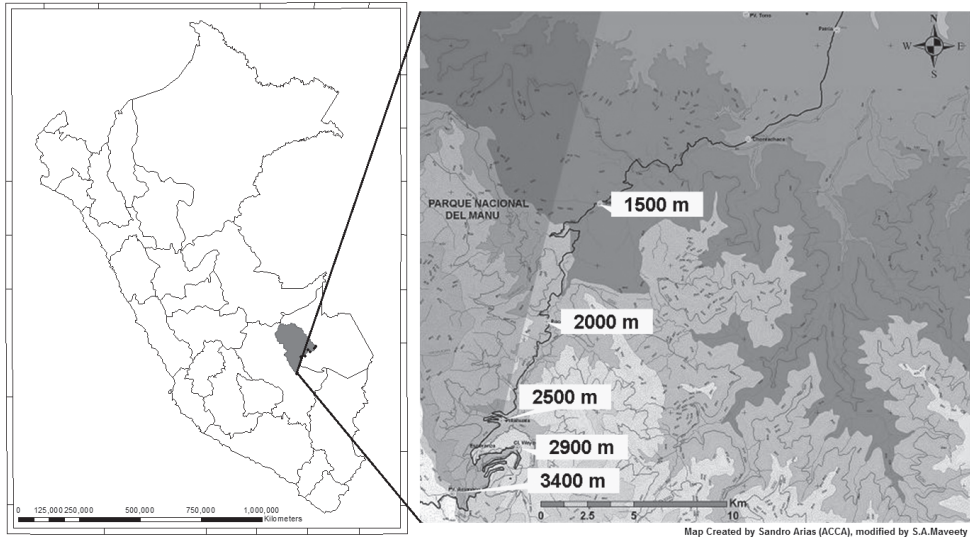 0 125,000 250,000 500,000 750,000 1,000,000
Kilometers
N
W E
S
PARQUE NACIONAL
DEL MANU
1500 m
2000 m
2500 m
2900 m
3400 m
Km
0 2.5 5 10
Map Created by Sandro Arias (ACCA), modified by S.A.Maveety